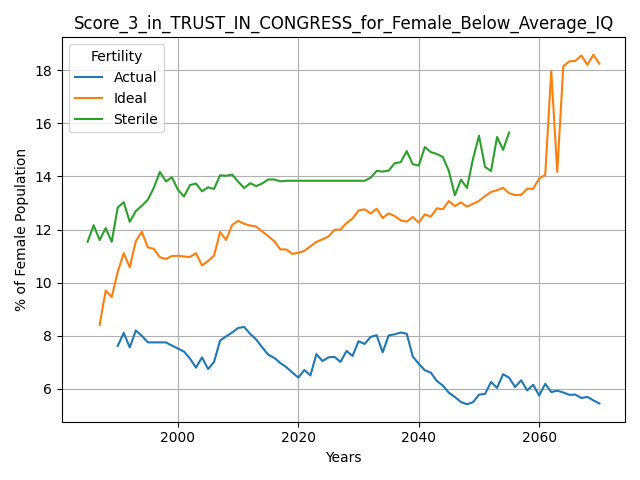 Score_3_in_TRUST_IN_CONGRESS_for_Female_Below_Average_IQ
Fertility
Actual
Ideal
Sterile
% of Female Population
18
16
14
12
10
8
6
2000 2020 2040 2060
Years